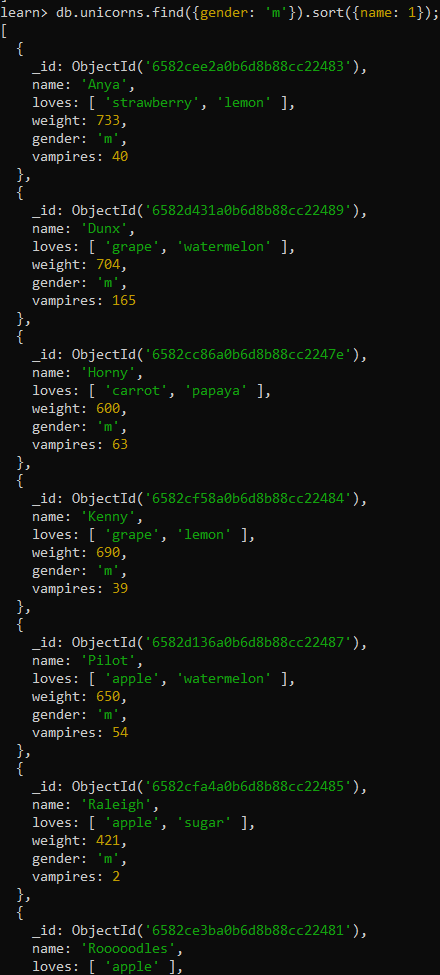 learn> db.unicorns.find({gender: 'm'}).sort({name: 1});
[
  {
    _id: ObjectId('6582cee2a0b6d8b88cc22483'),
    name: 'Anya',
    loves: [ 'strawberry', 'lemon' ],
    weight: 733,
    gender: 'm',
    vampires: 40
  },
  {
    _id: ObjectId('6582d431a0b6d8b88cc22489'),
    name: 'Dunx',
    loves: [ 'grape', 'watermelon' ],
    weight: 704,
    gender: 'm',
    vampires: 165
  },
  {
    _id: ObjectId('6582cc86a0b6d8b88cc2247e'),
    name: 'Horny',
    loves: [ 'carrot', 'papaya' ],
    weight: 600,
    gender: 'm',
    vampires: 63
  },
  {
    _id: ObjectId('6582cf58a0b6d8b88cc22484'),
    name: 'Kenny',
    loves: [ 'grape', 'lemon' ],
    weight: 690,
    gender: 'm',
    vampires: 39
  },
  {
    _id: ObjectId('6582d136a0b6d8b88cc22487'),
    name: 'Pilot',
    loves: [ 'apple', 'watermelon' ],
    weight: 650,
    gender: 'm',
    vampires: 54
  },
  {
    _id: ObjectId('6582cfa4a0b6d8b88cc22485'),
    name: 'Raleigh',
    loves: [ 'apple', 'sugar' ],
    weight: 421,
    gender: 'm',
    vampires: 2
  },
  {
    _id: ObjectId('6582ce3ba0b6d8b88cc22481'),
    name: 'Rooooodles',
    loves: [ 'apple' ],